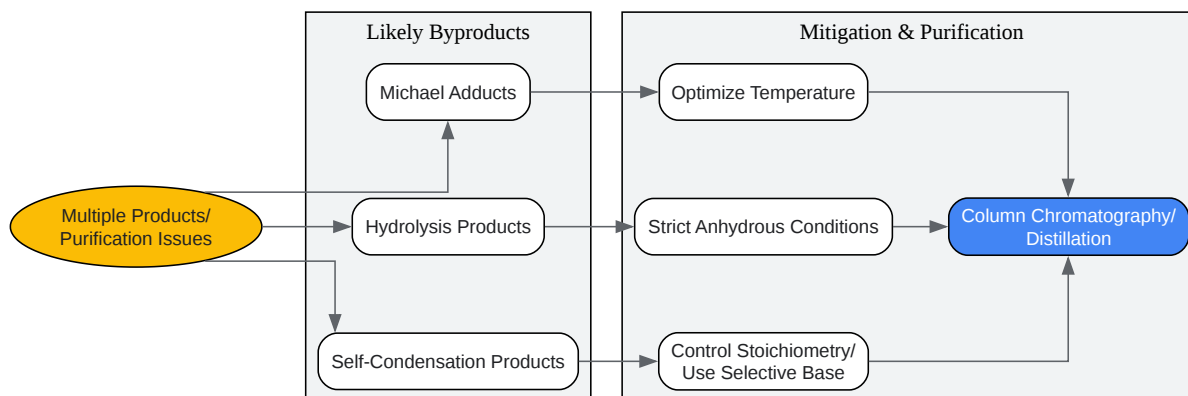 Likely Byproducts
Mitigation & Purification
Michael Adducts
Optimize Temperature
Multiple Products/
Purification Issues
Hydrolysis Products
Strict Anhydrous Conditions
Column Chromatography/
Distillation
Self-Condensation Products
Control Stoichiometry/
Use Selective Base